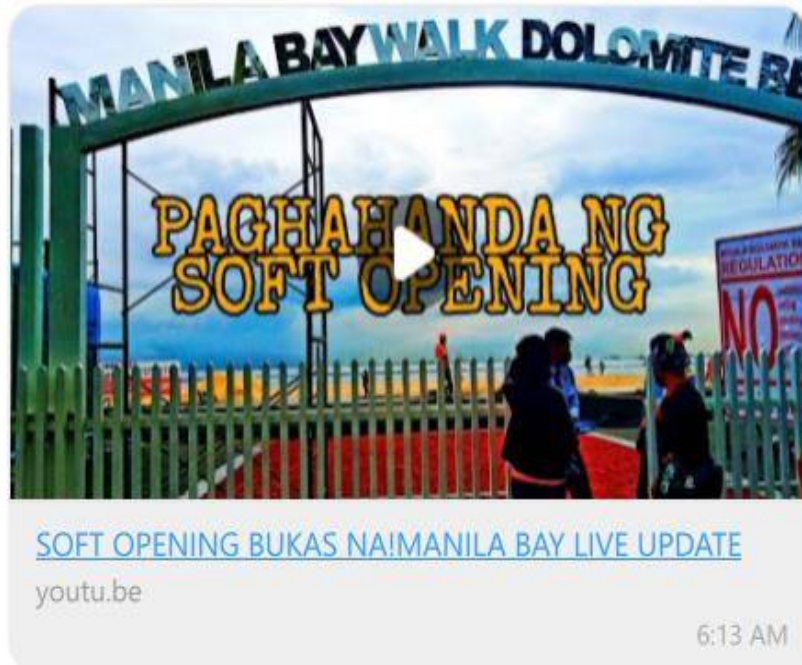 MANILA BAYWALK DOLOMITE BE
PAGHAHANDA NG
SOFT OPENING
REGULATION
NO
SOFT OPENING BUKAS NA!MANILA BAY LIVE UPDATE
youtu.be
6:13 AM